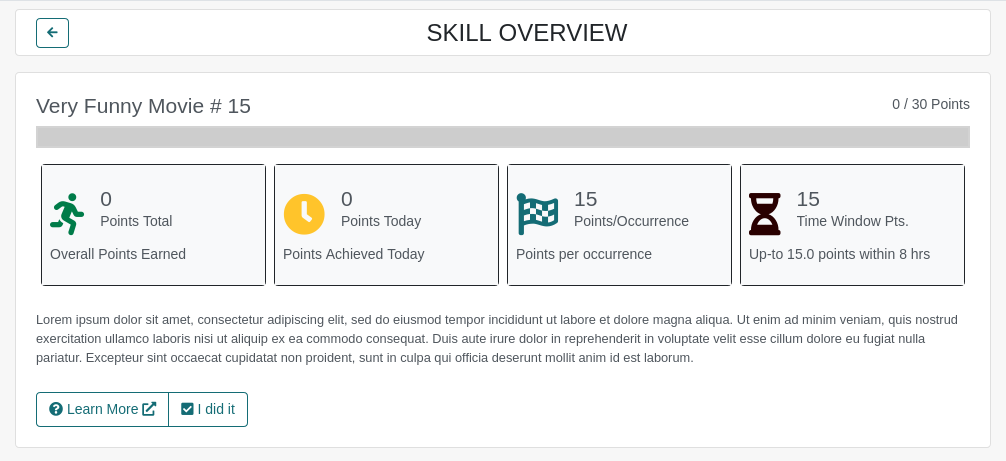 SKILL OVERVIEW
Very Funny Movie # 15
0 / 30 Points
0
Points Total
Overall Points Earned
0
Points Today
Points Achieved Today
15
Points/Occurrence
Points per occurrence
15
Time Window Pts.
Up-to 15.0 points within 8 hrs
Lorem ipsum dolor sit amet, consectetur adipiscing elit, sed do eiusmod tempor incididunt ut labore et dolore magna aliqua. Ut enim ad minim veniam, quis nostrud
exercitation ullamco laboris nisi ut aliquip ex ea commodo consequat. Duis aute irure dolor in reprehenderit in voluptate velit esse cillum dolore eu fugiat nulla
pariatur. Excepteur sint occaecat cupidatat non proident, sunt in culpa qui officia deserunt mollit anim id est laborum.
Learn More
I did it